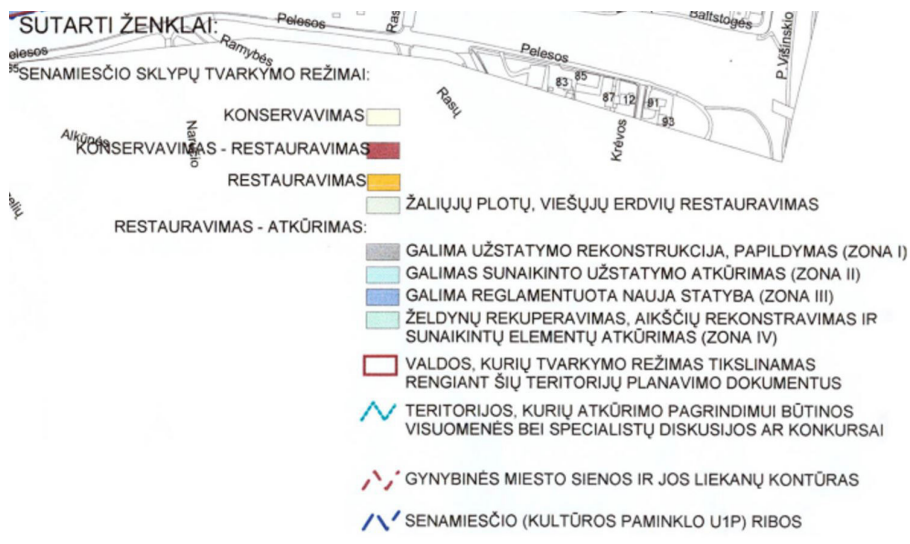 SUTARTI ŽENKLAI:
Pelesos
Baltstogės
P.Višinskio
Ramybės
Pelesos
SENAMIESČIO SKLYPŲ TVARKYMO REŽIMAI:
83
85
87
12
91
93
Rasų
Krėvos
KONSERVAVIMAS
Alkūnės
KONSERVAVIMAS - RESTAURAVIMAS
RESTAURAVIMAS
ŽALIŲJŲ PLOTŲ, VIEŠŲJŲ ERDVIŲ RESTAURAVIMAS
RESTAURAVIMAS - ATKŪRIMAS:
GALIMA UŽSTATYMO REKONSTRUKCIJA, PAPILDYMAS (ZONA I)
GALIMAS SUNAIKINTO UŽSTATYMO ATKŪRIMAS (ZONA II)
GALIMA REGLAMENTUOTA NAUJA STATYBA (ZONA III)
ŽELDYNŲ REKUPERAVIMAS, AIKŠČIŲ REKONSTRAVIMAS IR
SUNAIKINTŲ ELEMENTŲ ATKŪRIMAS (ZONA IV)
VALDOS, KURIŲ TVARKYMO REŽIMAS TIKSLINAMAS
RENGIANT ŠIŲ TERITORIJŲ PLANAVIMO DOKUMENTUS
TERITORIJOS, KURIŲ ATKŪRIMO PAGRINDIMUI BŪTINOS
VISUOMENĖS BEI SPECIALISTŲ DISKUSIJOS AR KONKURSAI
GYNYBINĖS MIESTO SIENOS IR JOS LIEKANŲ KONTŪRAS
SENAMIESČIO (KULTŪROS PAMINKLO U1P) RIBOS